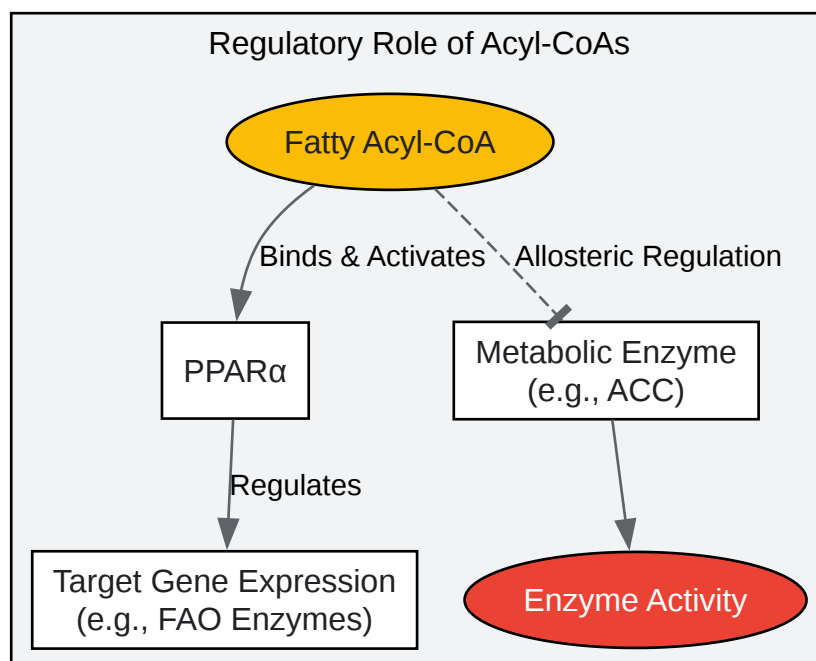 Regulatory Role of Acyl-CoAs
Fatty Acyl-CoA
Binds & Activates
Allosteric Regulation
PPARα
Metabolic Enzyme
(e.g., ACC)
Regulates
Target Gene Expression
(e.g., FAO Enzymes)
Enzyme Activity